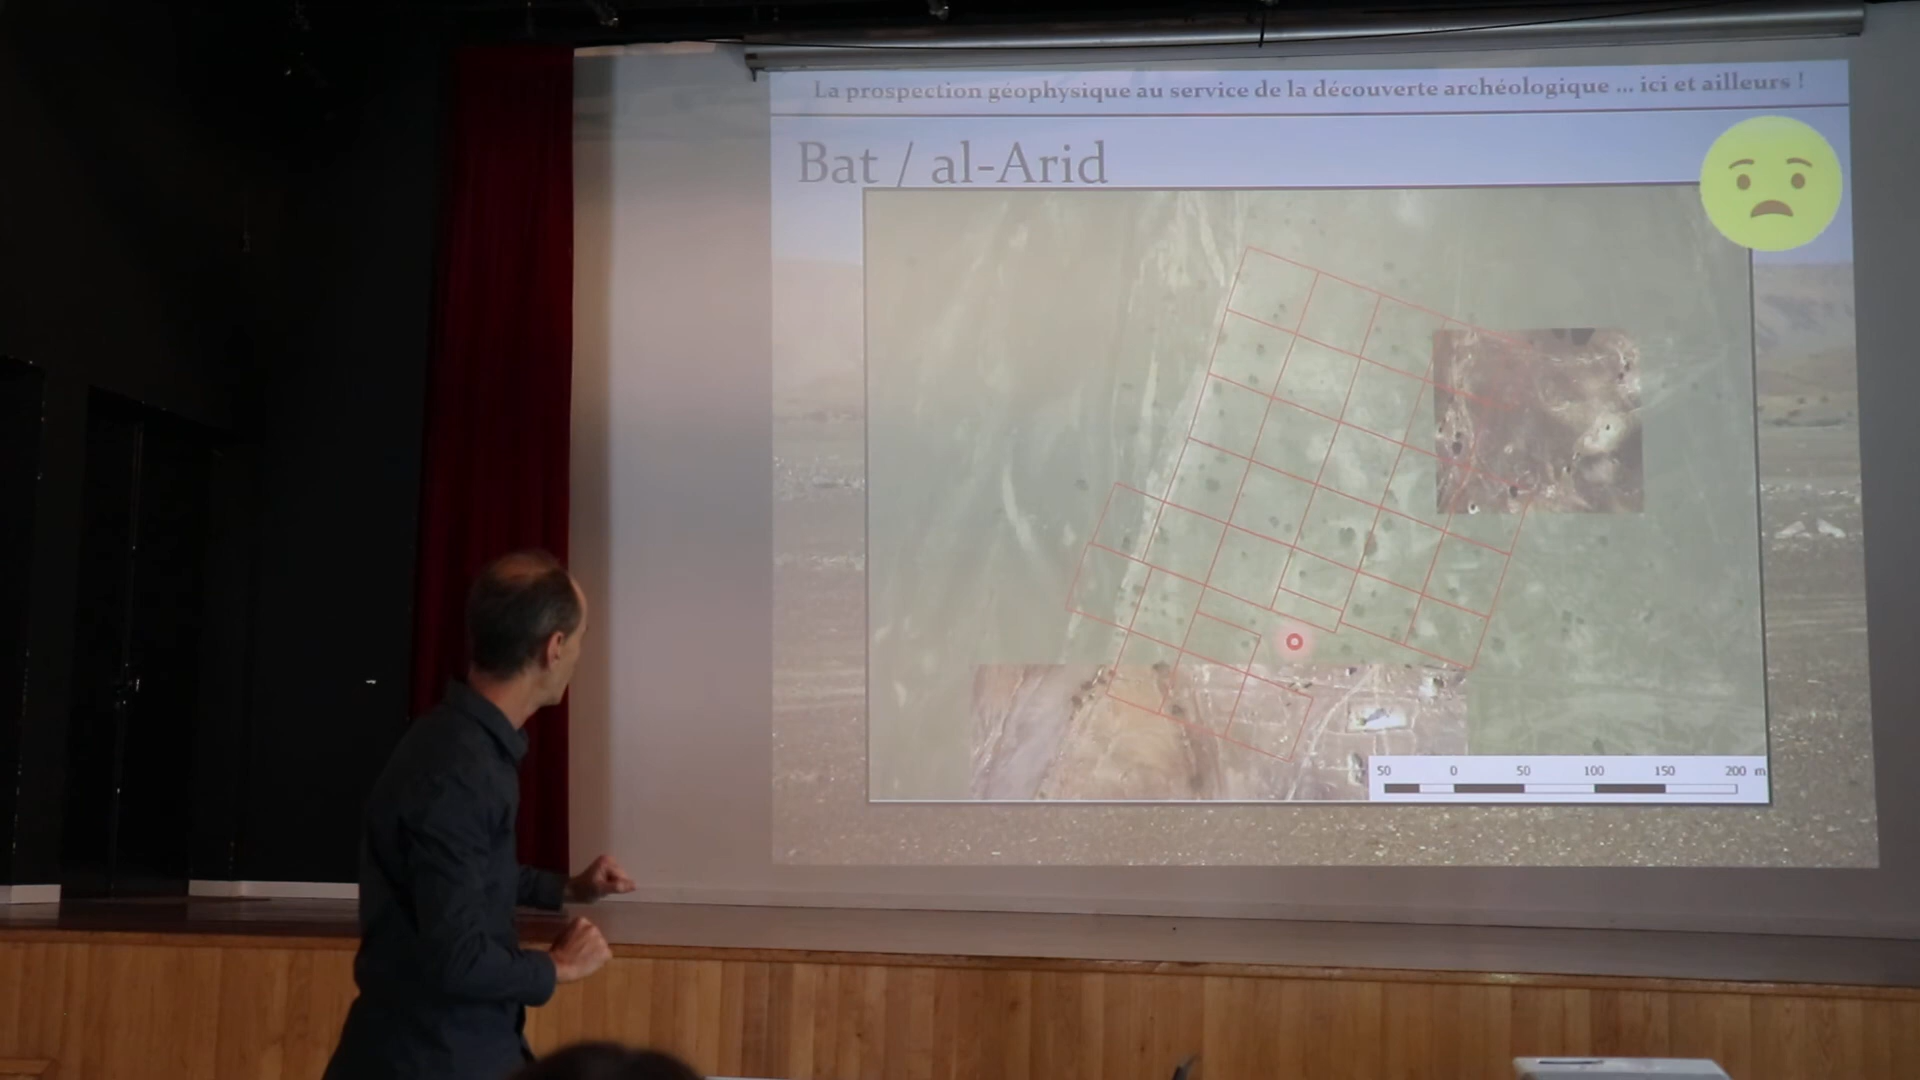 La prospection géophysique au service de la découverte archéologique ... ici et ailleurs !
Bat / al-Arid
50 0 50 100 150 200 m